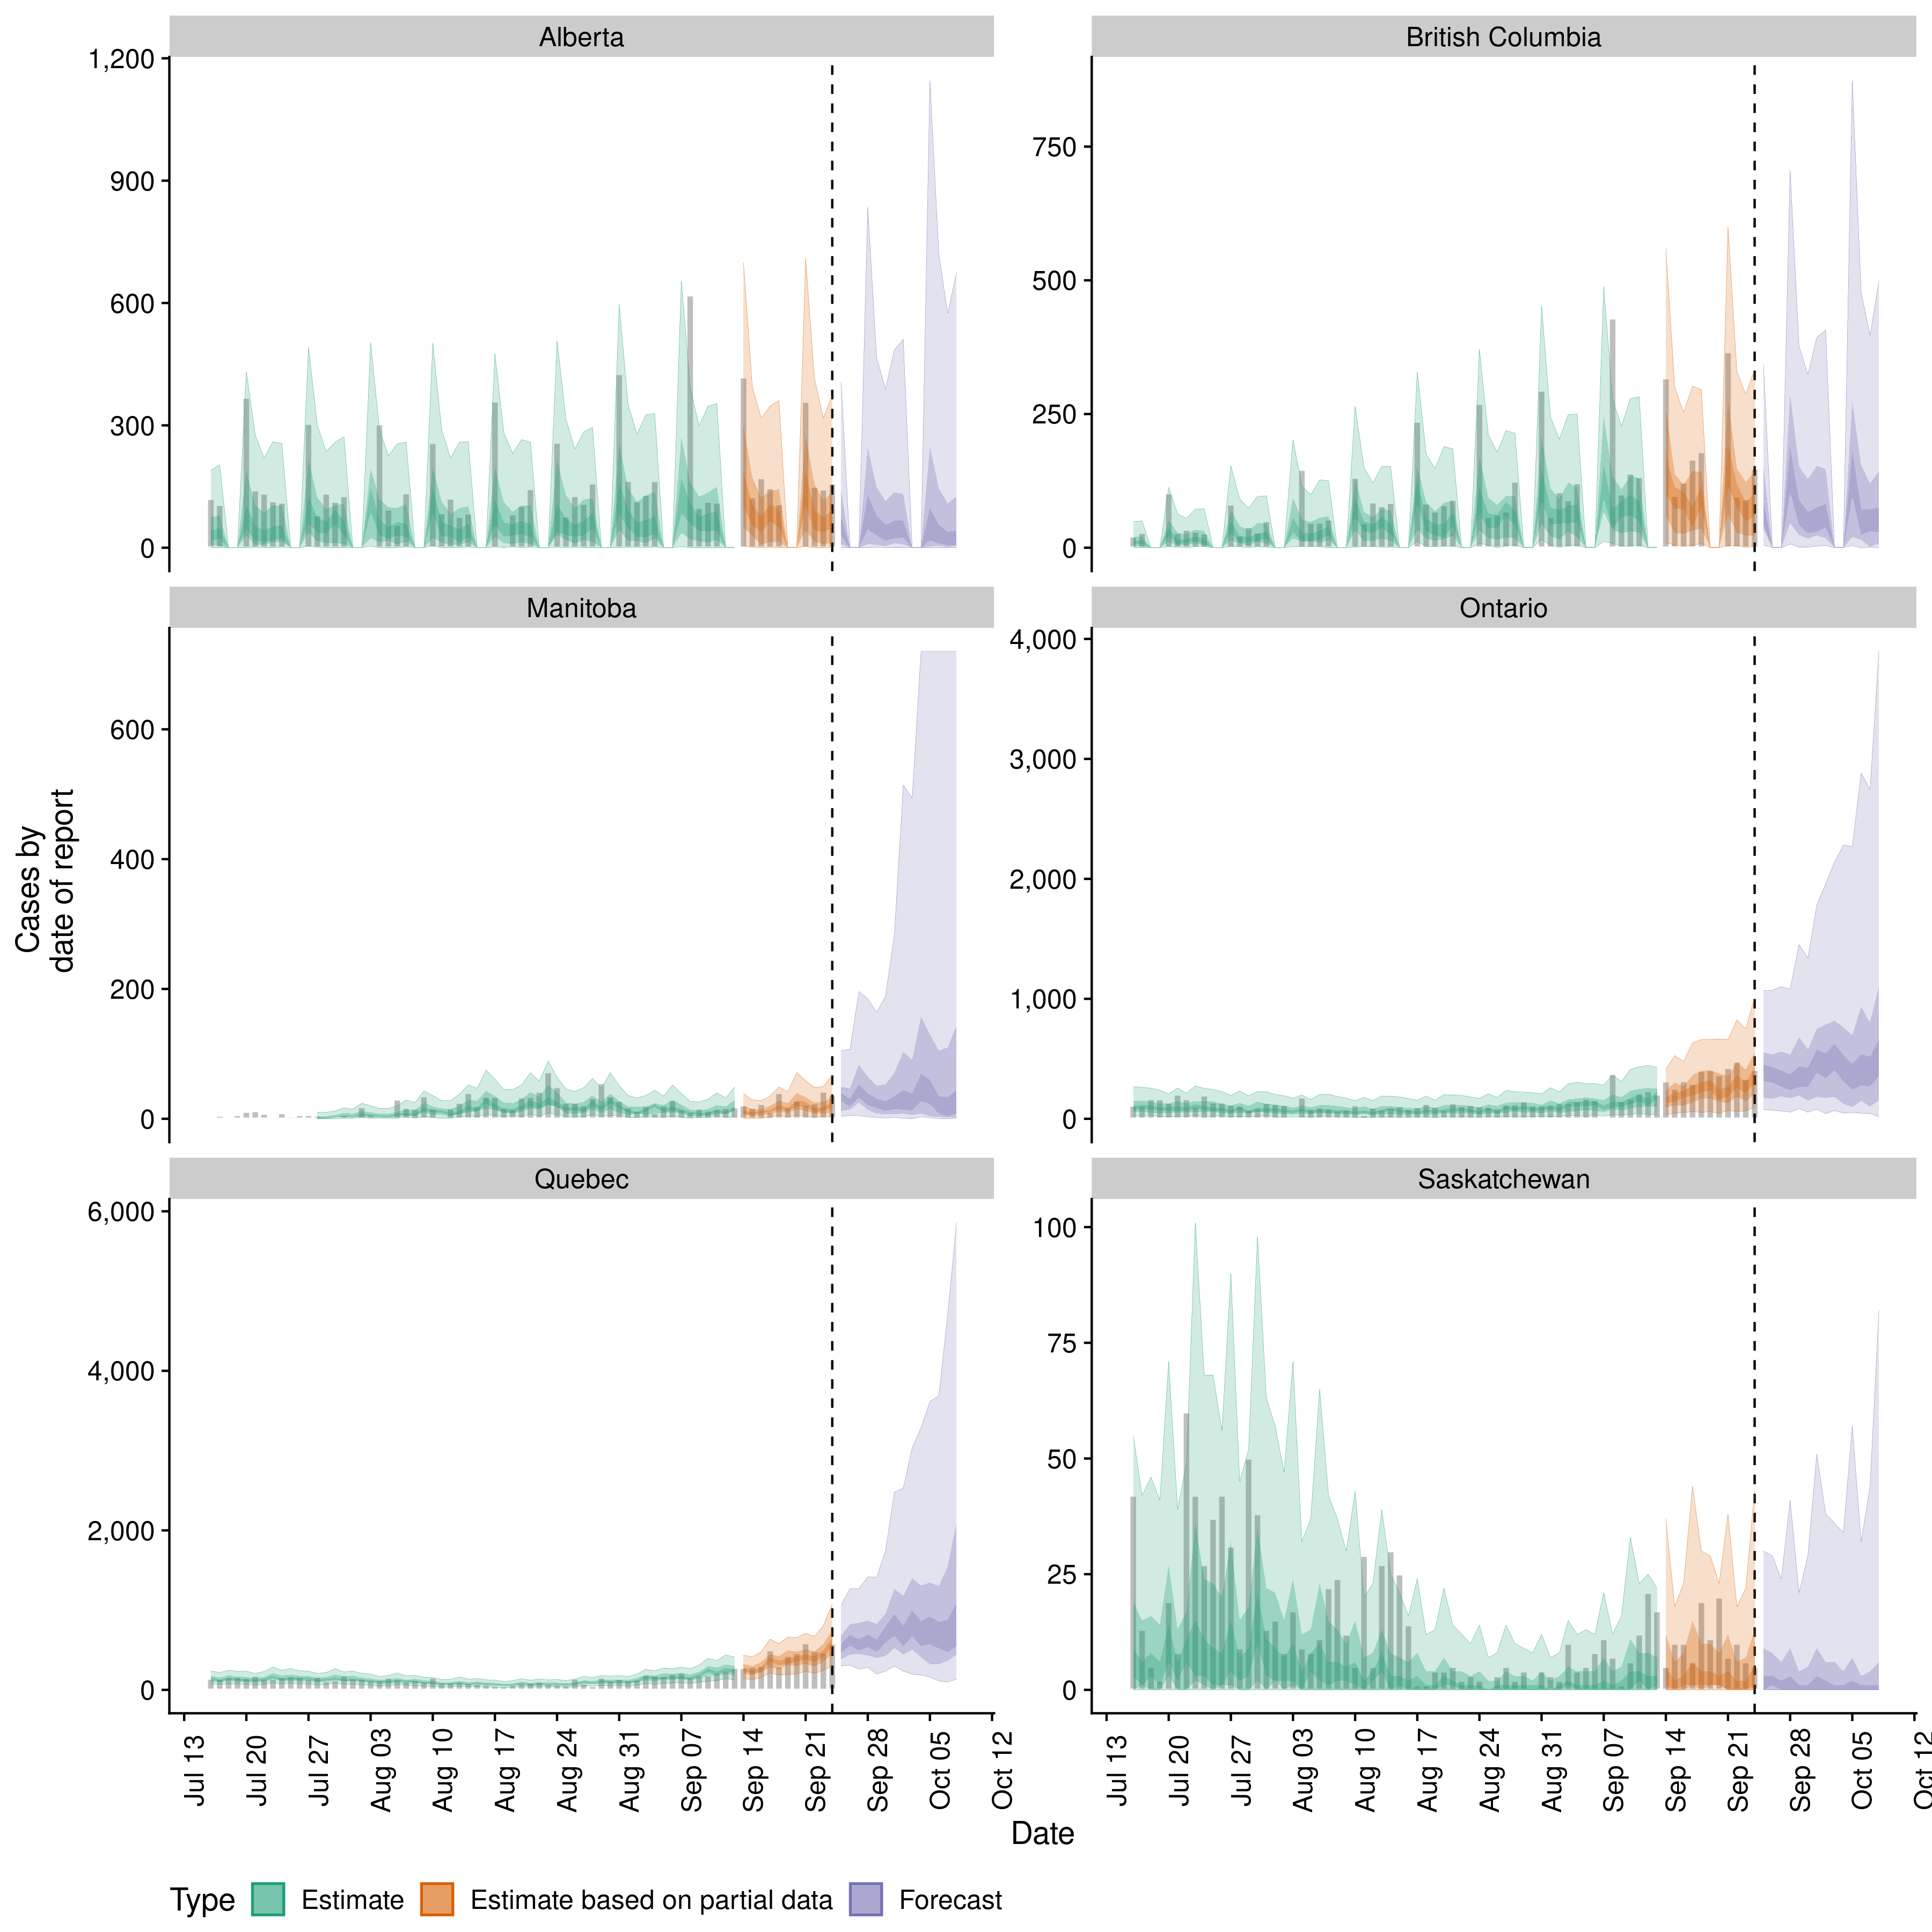 Alberta
British Columbia
1,200
900
600
300
0
750
500
250
0
Manitoba
Ontario
600
400
200
0
4,000
3,000
2,000
1,000
0
Cases by
date of report
Quebec
Saskatchewan
6,000
4,000
2,000
0
100
75
50
25
0
Jul 13
Jul 20
Jul 27
Aug 03
Aug 10
Aug 17
Aug 24
Aug 31
Sep 07
Sep 14
Sep 21
Sep 28
Oct 05
Oct 12
Jul 13
Jul 20
Jul 27
Aug 03
Aug 10
Aug 17
Aug 24
Aug 31
Sep 07
Sep 14
Sep 21
Sep 28
Oct 05
Oct 12
Date
Type Estimate Estimate based on partial data Forecast